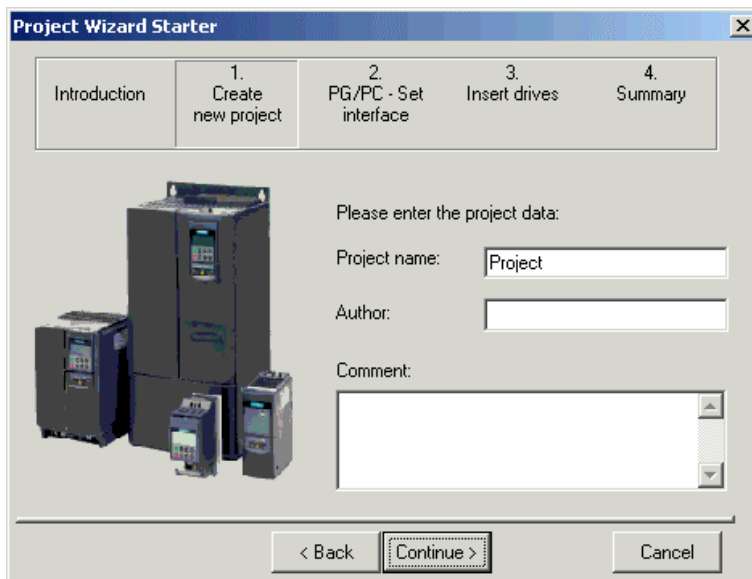 Project Wizard Starter
Introduction
1.
Create
new project
2.
PG/PC - Set
interface
3.
Insert drives
4.
Summary
Please enter the project data:
Project name:
Project
Author:
Comment:
< Back
Continue >
Cancel